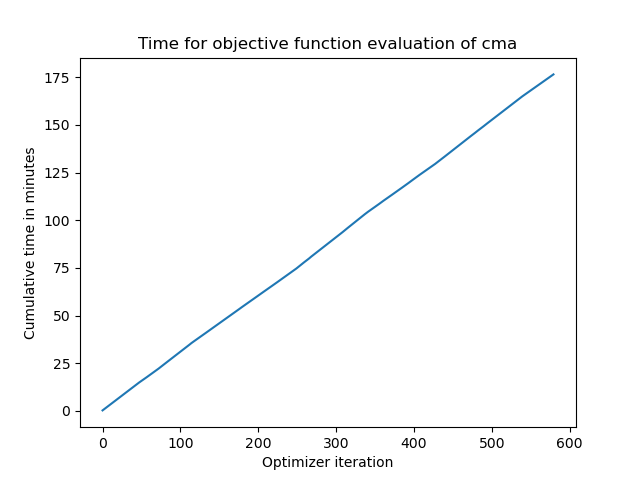 Time for objective function evaluation of cma
175
150
125
100
75
50
25
0
Cumulative time in minutes
0 100 200 300 400 500 600
Optimizer iteration